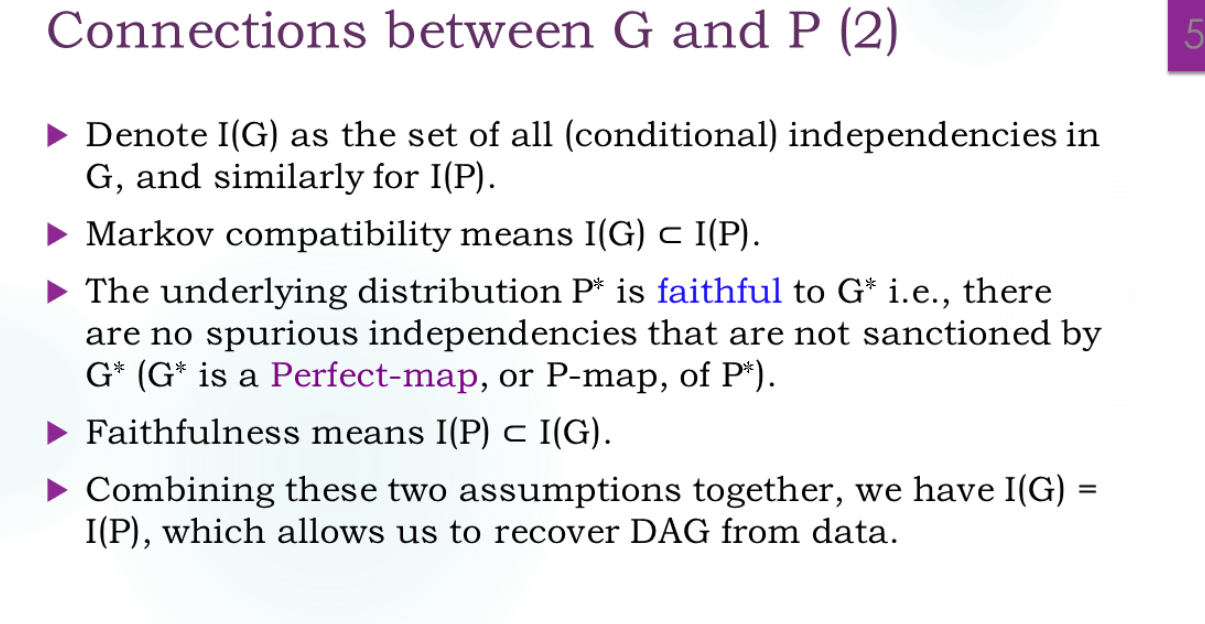 Connections between G and P (2)
5
Denote I(G) as the set of all (conditional) independencies in
G, and similarly for I(P).
Markov compatibility means I(G) ⊂ I(P).
The underlying distribution P* is faithful to G* i.e., there
are no spurious independencies that are not sanctioned by
G* (G* is a Perfect-map, or P-map, of P*).
Faithfulness means I(P) ⊂ I(G).
Combining these two assumptions together, we have I(G) =
I(P), which allows us to recover DAG from data.